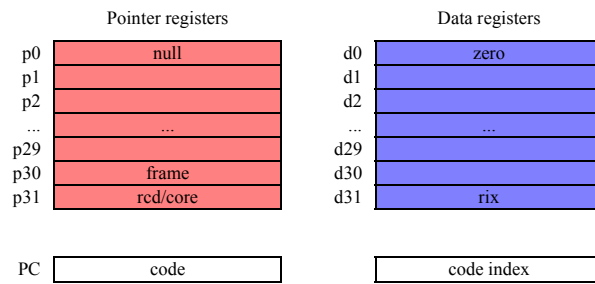 Pointer registers Data registers
p0 null d0 zero
p1 d1
p2 d2
... ... ... ...
p29 d29
p30 frame d30
p31 rcd/core d31 rix
PC code code index